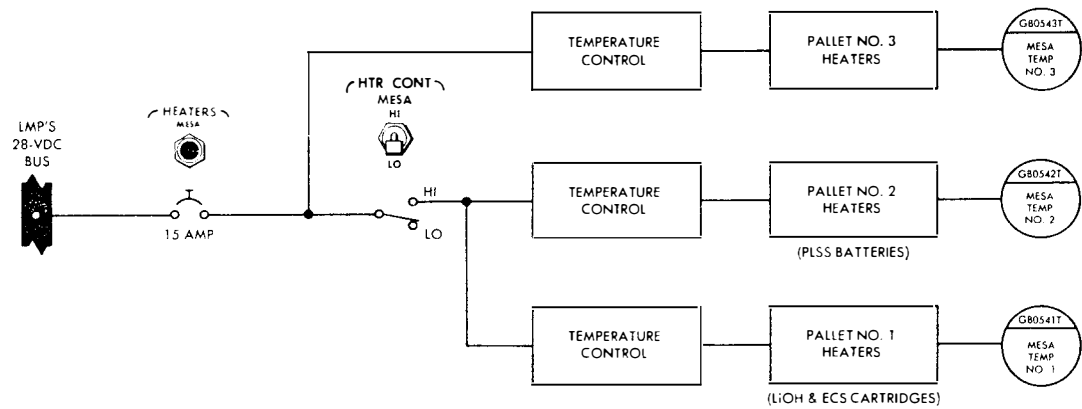 LMP'S
28-VDC
BUS
HEATERS
MESA
15 AMP
HTR CONT
MESA
HI
LO
HI
LO
TEMPERATURE
CONTROL
PALLET NO. 3
HEATERS
GB0543T
MESA
TEMP
NO. 3
TEMPERATURE
CONTROL
PALLET NO. 2
HEATERS
(PLSS BATTERIES)
GB0542T
MESA
TEMP
NO. 2
TEMPERATURE
CONTROL
PALLET NO. 1
HEATERS
(LiOH & ECS CARTRIDGES)
GB0541T
MESA
TEMP
NO. 1